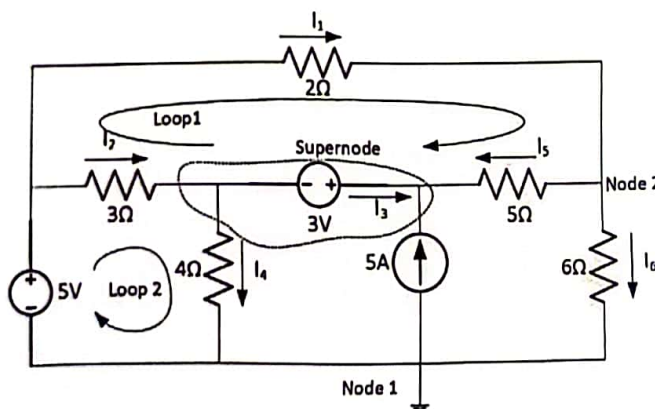 I₁
2Ω
Loop1
Supernode
I₅
- +
Node 2
3Ω
I₃
5Ω
3V
+
-
5V
Loop 2
4Ω
I₄
5A
6Ω
I₆
Node 1